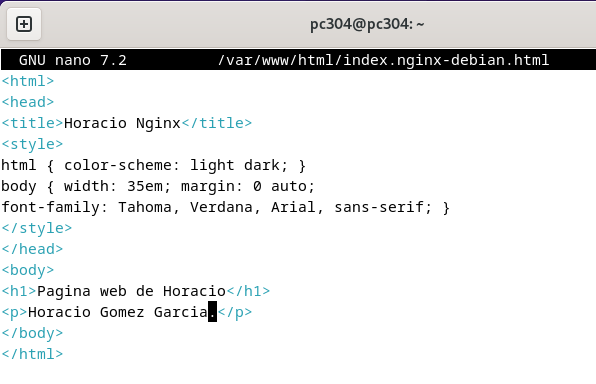 pc304@pc304: ~
GNU nano 7.2 /var/www/html/index.nginx-debian.html
<html>
<head>
<title>Horacio Nginx</title>
<style>
html { color-scheme: light dark; }
body { width: 35em; margin: 0 auto;
font-family: Tahoma, Verdana, Arial, sans-serif; }
</style>
</head>
<body>
<h1>Pagina web de Horacio</h1>
<p>Horacio Gomez Garcia.</p>
</body>
</html>